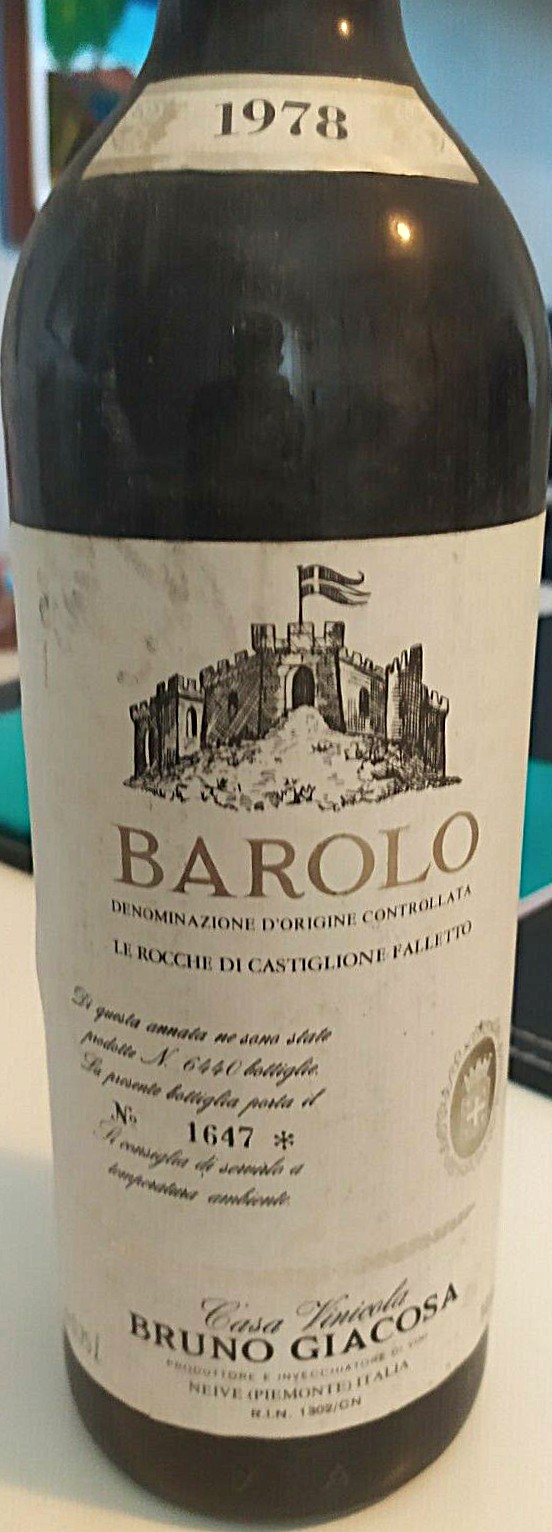 1978
BAROLO
DENOMINAZIONE D'ORIGINE CONTROLLATA
LE ROCCHE DI CASTIGLIONE FALLETTO
Di questa annata ne sono state
prodotte N. 6440 bottiglie.
La presente bottiglia porta il
No 1647 *
Si consiglia di servirlo a
temperatura ambiente.
Casa Vinicola
BRUNO GIACOSA
PRODUTTORE E INVECCHIATORE DI VINI
NEIVE (PIEMONTE) ITALIA
R.I.N. 1302/CN